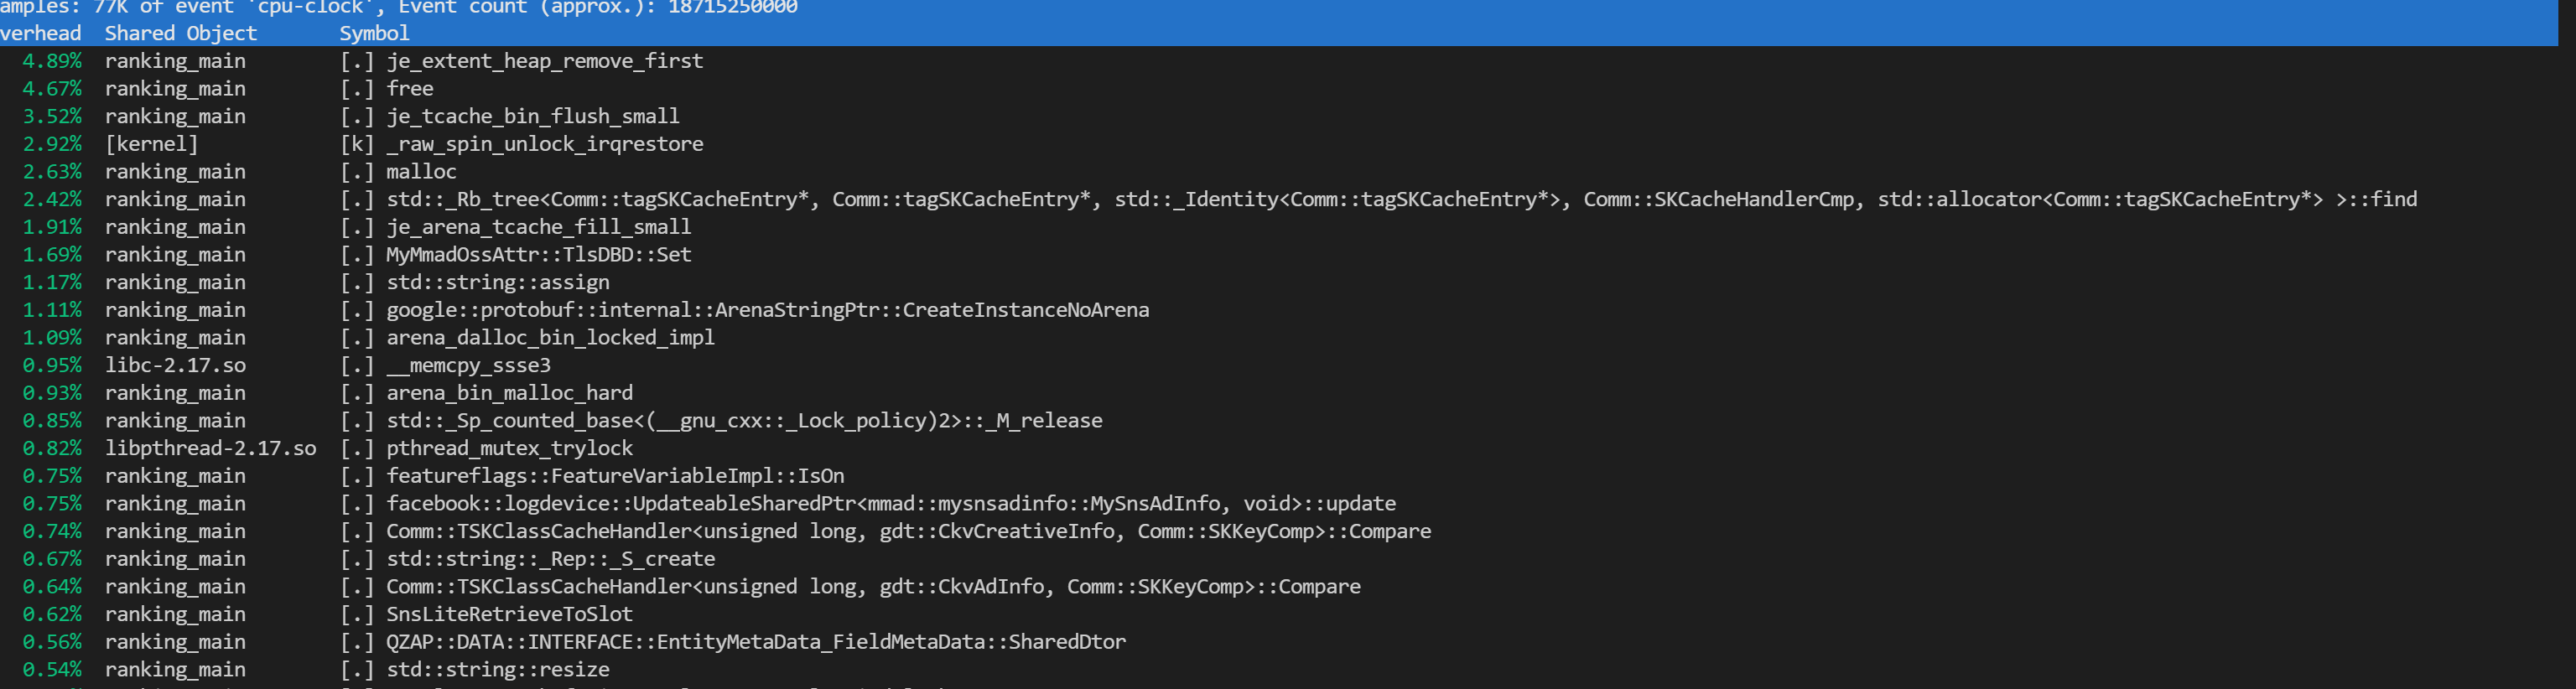 amples: 77K of event 'cpu-clock', Event count (approx.): 18715250000
verhead  Shared Object      Symbol
4.89%  ranking_main       [.] je_extent_heap_remove_first
4.67%  ranking_main       [.] free
3.52%  ranking_main       [.] je_tcache_bin_flush_small
2.92%  [kernel]           [k] _raw_spin_unlock_irqrestore
2.63%  ranking_main       [.] malloc
2.42%  ranking_main       [.] std::_Rb_tree<Comm::tagSKCacheEntry*, Comm::tagSKCacheEntry*, std::_Identity<Comm::tagSKCacheEntry*>, Comm::SKCacheHandlerCmp, std::allocator<Comm::tagSKCacheEntry*> >::find
1.91%  ranking_main       [.] je_arena_tcache_fill_small
1.69%  ranking_main       [.] MyMmadOssAttr::TlsDBD::Set
1.17%  ranking_main       [.] std::string::assign
1.11%  ranking_main       [.] google::protobuf::internal::ArenaStringPtr::CreateInstanceNoArena
1.09%  ranking_main       [.] arena_dalloc_bin_locked_impl
0.95%  libc-2.17.so       [.] __memcpy_ssse3
0.93%  ranking_main       [.] arena_bin_malloc_hard
0.85%  ranking_main       [.] std::_Sp_counted_base<(__gnu_cxx::_Lock_policy)2>::_M_release
0.82%  libpthread-2.17.so  [.] pthread_mutex_trylock
0.75%  ranking_main       [.] featureflags::FeatureVariableImpl::IsOn
0.75%  ranking_main       [.] facebook::logdevice::UpdateableSharedPtr<mmad::mysnsadinfo::MySnsAdInfo, void>::update
0.74%  ranking_main       [.] Comm::TSKClassCacheHandler<unsigned long, gdt::CkvCreativeInfo, Comm::SKKeyComp>::Compare
0.67%  ranking_main       [.] std::string::_Rep::_S_create
0.64%  ranking_main       [.] Comm::TSKClassCacheHandler<unsigned long, gdt::CkvAdInfo, Comm::SKKeyComp>::Compare
0.62%  ranking_main       [.] SnsLiteRetrieveToSlot
0.56%  ranking_main       [.] QZAP::DATA::INTERFACE::EntityMetaData_FieldMetaData::SharedDtor
0.54%  ranking_main       [.] std::string::resize